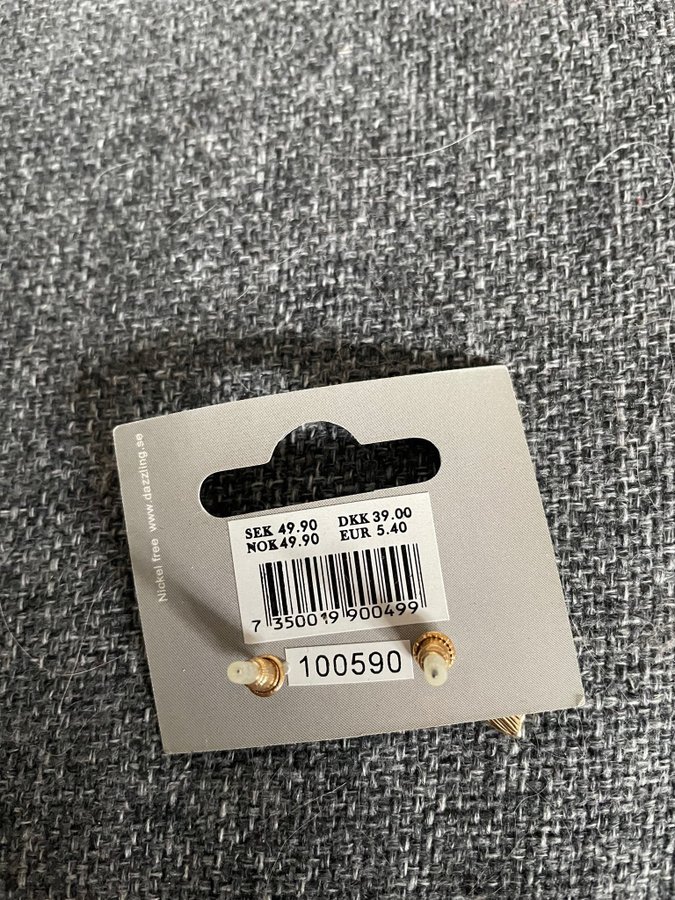 Nickel free www.dazzling.se
SEK 49.90 DKK 39.00
NOK 49.90 EUR 5.40
7 350019 900499
100590